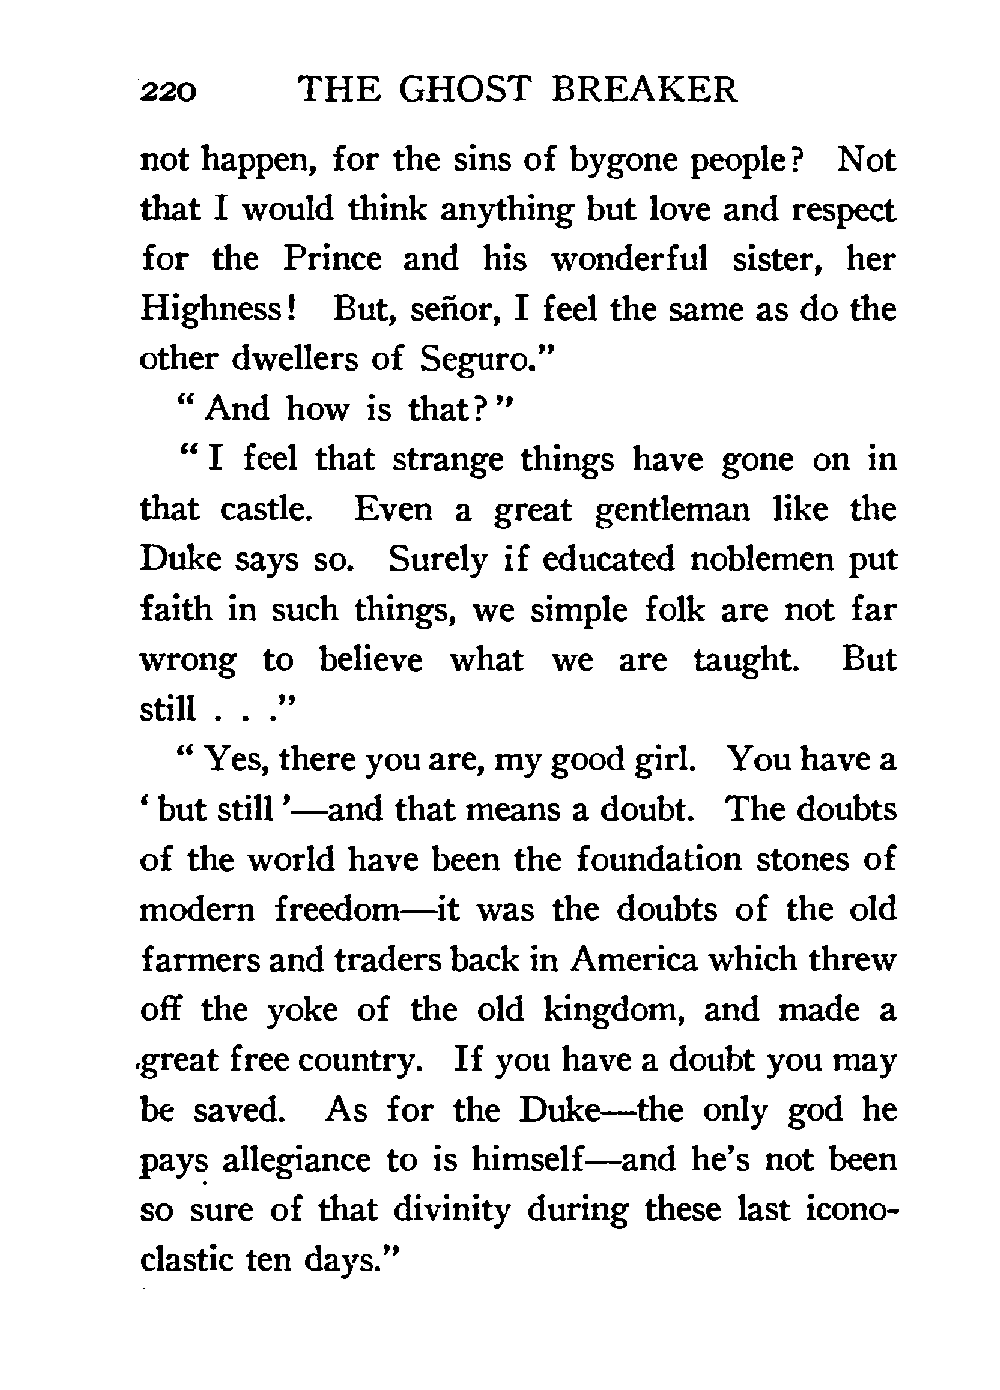 220 THE GHOST BREAKER
not happen, for the sins of bygone people? Not
that I would think anything but love and respect
for the Prince and his wonderful sister, her
Highness! But, señor, I feel the same as do the
other dwellers of Seguro."
" And how is that? "
" I feel that strange things have gone on in
that castle. Even a great gentleman like the
Duke says so. Surely if educated noblemen put
faith in such things, we simple folk are not far
wrong to believe what we are taught. But
still . . ."
" Yes, there you are, my good girl. You have a
' but still '—and that means a doubt. The doubts
of the world have been the foundation stones of
modern freedom—it was the doubts of the old
farmers and traders back in America which threw
off the yoke of the old kingdom, and made a
great free country. If you have a doubt you may
be saved. As for the Duke—the only god he
pays allegiance to is himself—and he's not been
so sure of that divinity during these last icono-
clastic ten days."